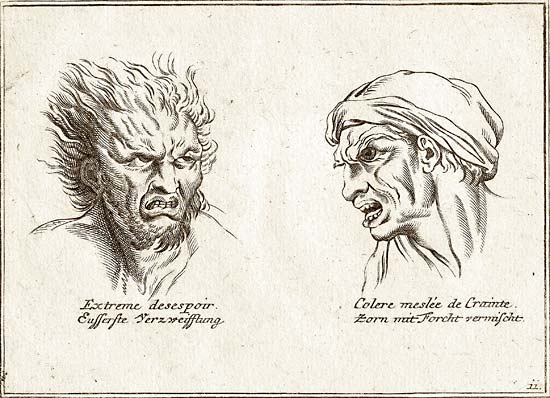 Extreme desespoir.
Eusserste Verzweifflung
Colere meslée de Crainte.
Zorn mit Forcht vermischt.
11.